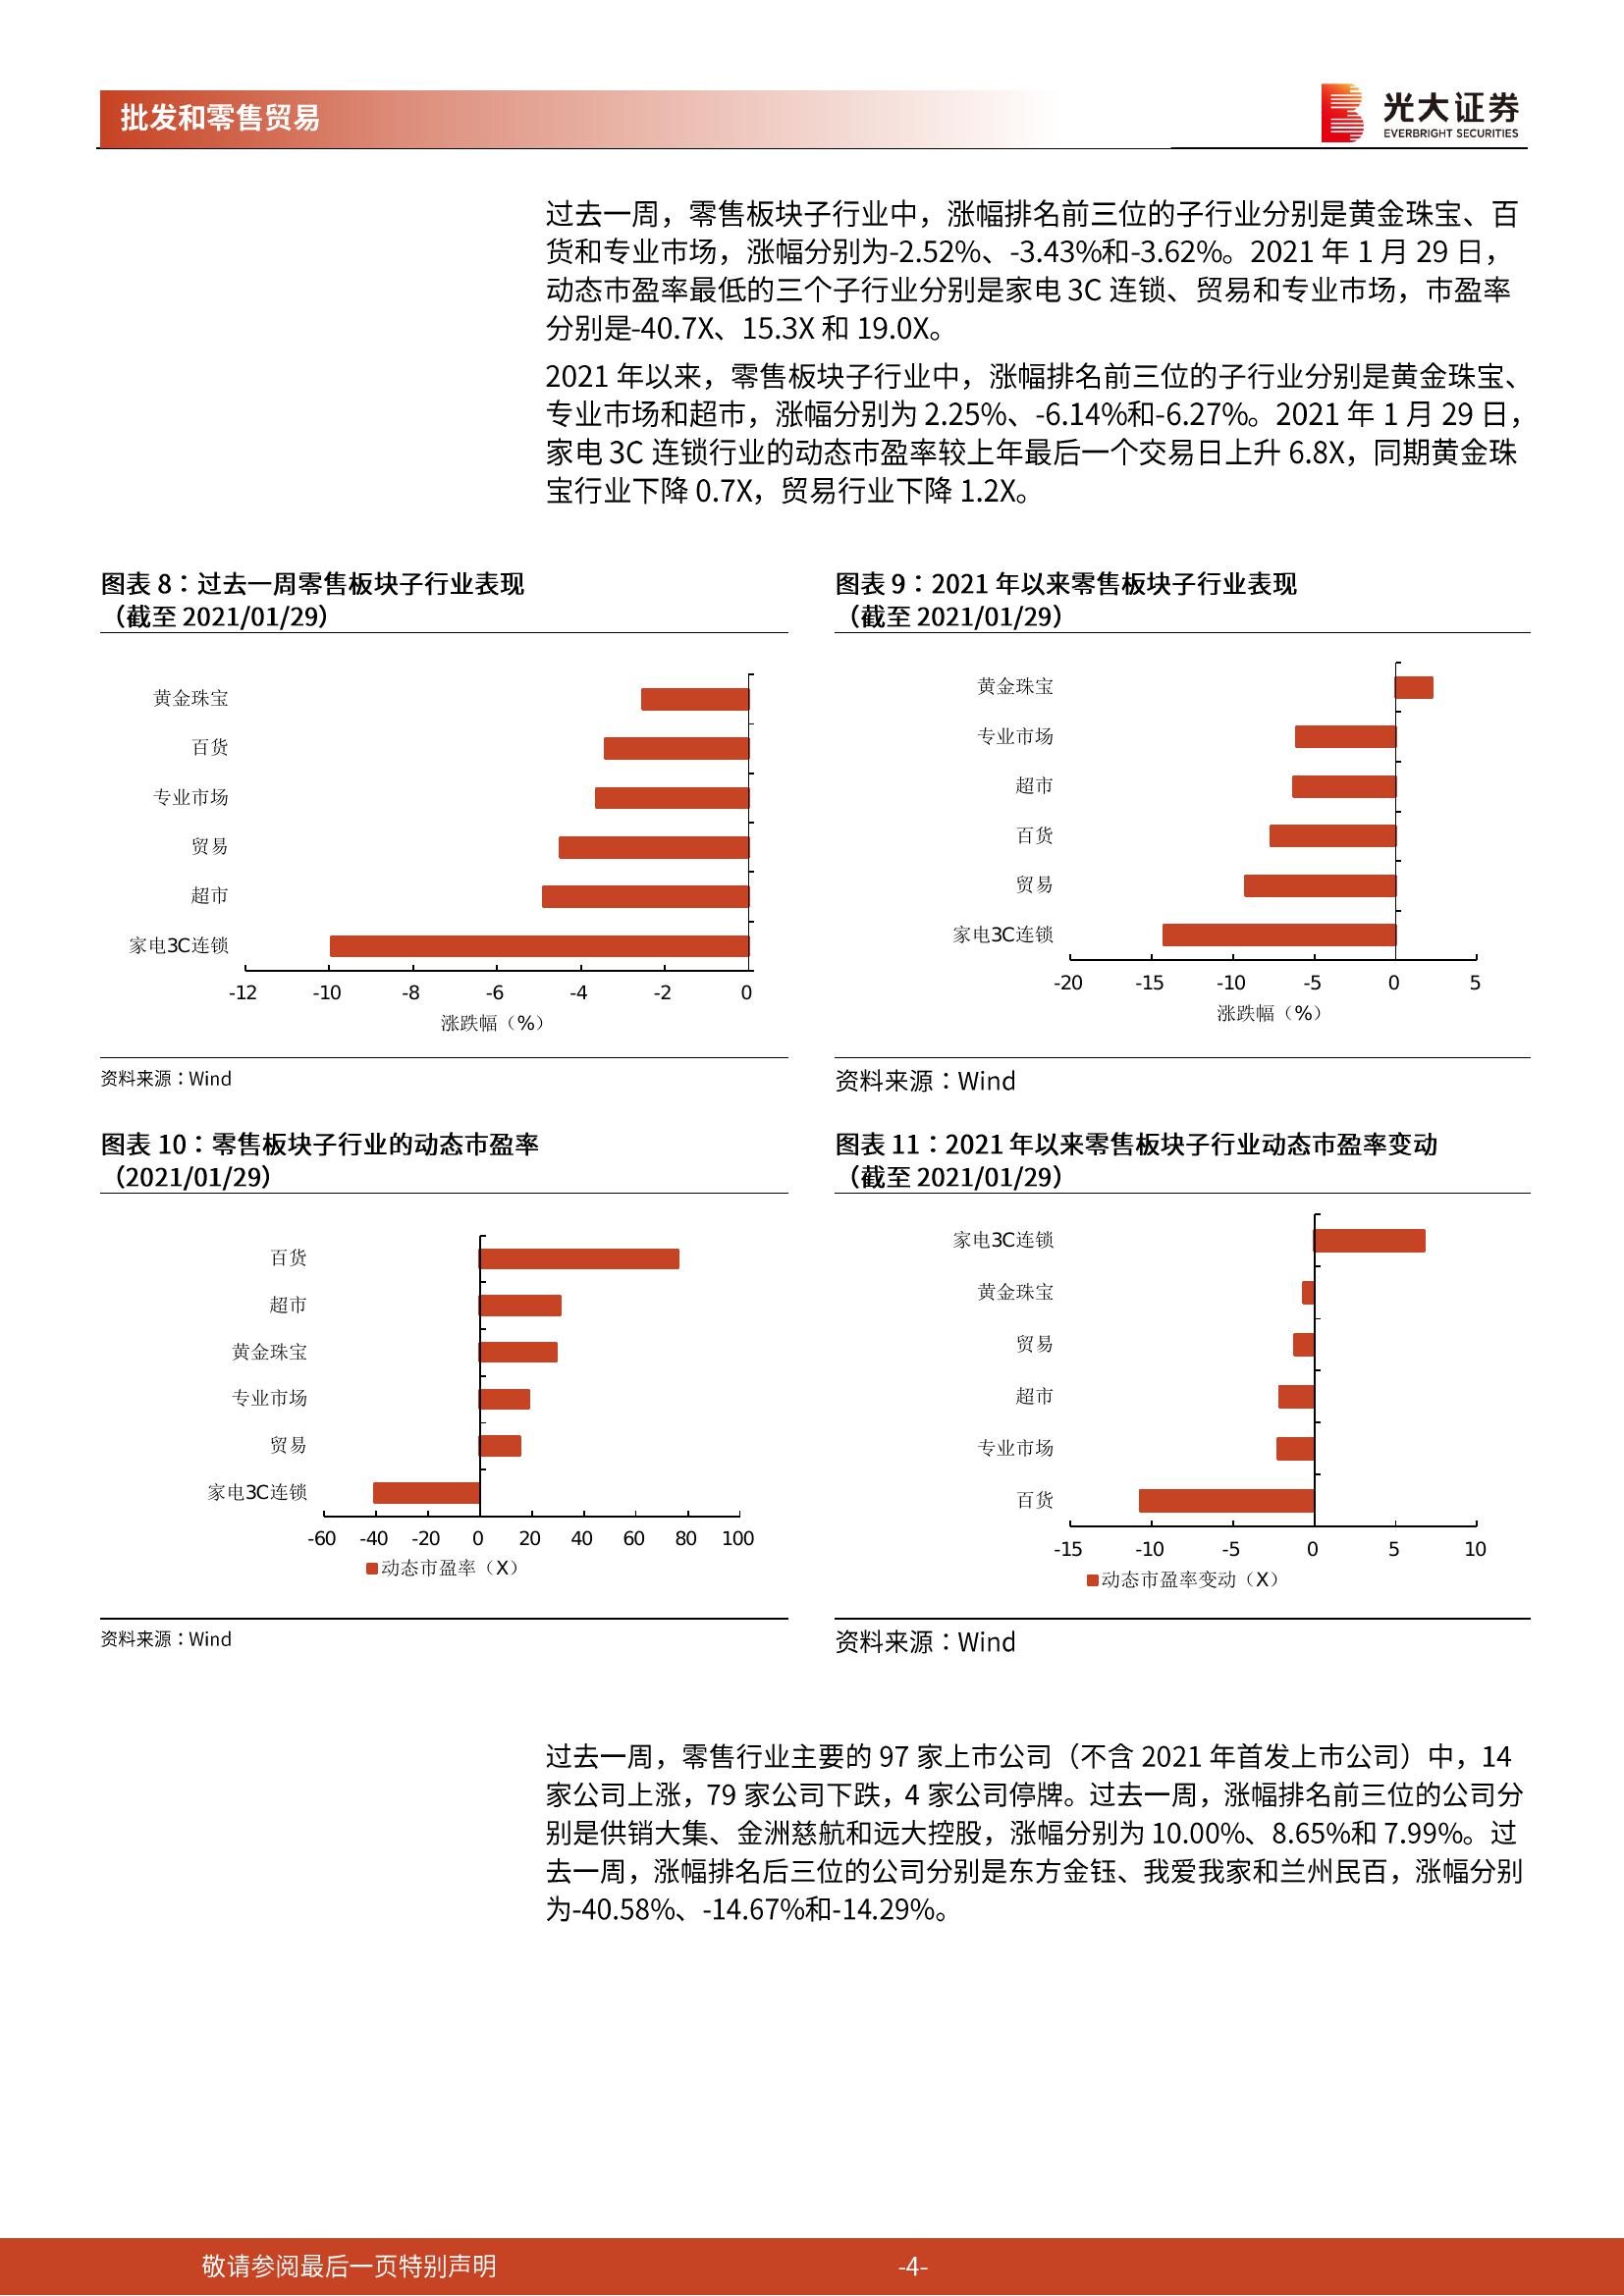 批发和零售贸易
光大证券
EVERBRIGHT SECURITIES
过去一周，零售板块子行业中，涨幅排名前三位的子行业分别是黄金珠宝、百
货和专业市场，涨幅分别为-2.52%、-3.43%和-3.62%。2021 年 1 月 29 日，
动态市盈率最低的三个子行业分别是家电 3C 连锁、贸易和专业市场，市盈率
分别是-40.7X、15.3X 和 19.0X。
2021 年以来，零售板块子行业中，涨幅排名前三位的子行业分别是黄金珠宝、
专业市场和超市，涨幅分别为 2.25%、-6.14%和-6.27%。2021 年 1 月 29 日，
家电 3C 连锁行业的动态市盈率较上年最后一个交易日上升 6.8X，同期黄金珠
宝行业下降 0.7X，贸易行业下降 1.2X。
图表 8：过去一周零售板块子行业表现
（截至 2021/01/29）
黄金珠宝
百货
专业市场
贸易
超市
家电3C连锁
-12 -10 -8 -6 -4 -2 0
涨跌幅（%）
资料来源：Wind
图表 9：2021 年以来零售板块子行业表现
（截至 2021/01/29）
黄金珠宝
专业市场
超市
百货
贸易
家电3C连锁
-20 -15 -10 -5 0 5
涨跌幅（%）
资料来源：Wind
图表 10：零售板块子行业的动态市盈率
（2021/01/29）
百货
超市
黄金珠宝
专业市场
贸易
家电3C连锁
-60 -40 -20 0 20 40 60 80 100
动态市盈率（X）
资料来源：Wind
图表 11：2021 年以来零售板块子行业动态市盈率变动
（截至 2021/01/29）
家电3C连锁
黄金珠宝
贸易
超市
专业市场
百货
-15 -10 -5 0 5 10
动态市盈率变动（X）
资料来源：Wind
过去一周，零售行业主要的 97 家上市公司（不含 2021 年首发上市公司）中，14
家公司上涨，79 家公司下跌，4 家公司停牌。过去一周，涨幅排名前三位的公司分
别是供销大集、金洲慈航和远大控股，涨幅分别为 10.00%、8.65%和 7.99%。过
去一周，涨幅排名后三位的公司分别是东方金钰、我爱我家和兰州民百，涨幅分别
为-40.58%、-14.67%和-14.29%。
敬请参阅最后一页特别声明
-4-